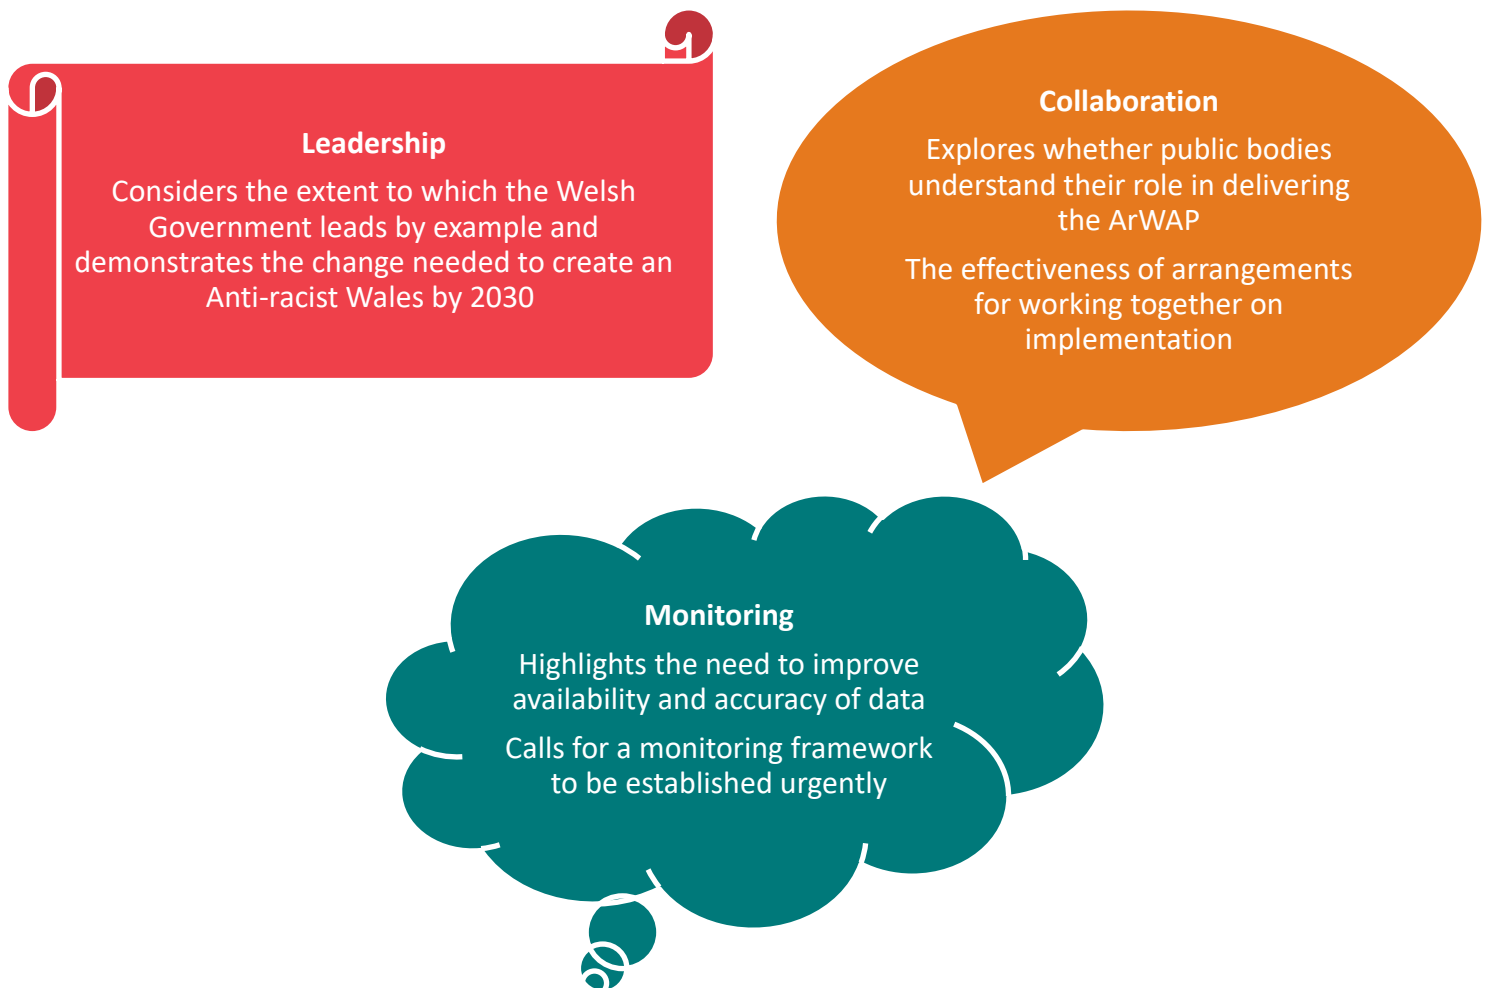 Leadership
Considers the extent to which the Welsh
Government leads by example and
demonstrates the change needed to create an
Anti-racist Wales by 2030
Collaboration
Explores whether public bodies
understand their role in delivering
the ArWAP
The effectiveness of arrangements
for working together on
implementation
Monitoring
Highlights the need to improve
availability and accuracy of data
Calls for a monitoring framework
to be established urgently